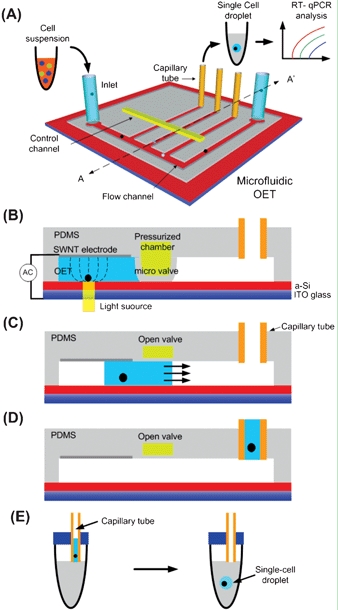 (A)
Cell
suspension
Single Cell
droplet
RT- qPCR
analysis
Capillary
tube
Inlet
A'
Control
channel
A
Flow channel
Microfluidic
OET
(B)
PDMS
SWNT electrode
Pressurized
chamber
AC
OET
micro valve
a-Si
ITO glass
Light suource
(C)
PDMS
Open valve
Capillary tube
(D)
PDMS
Open valve
(E)
Capillary tube
Single-cell
droplet